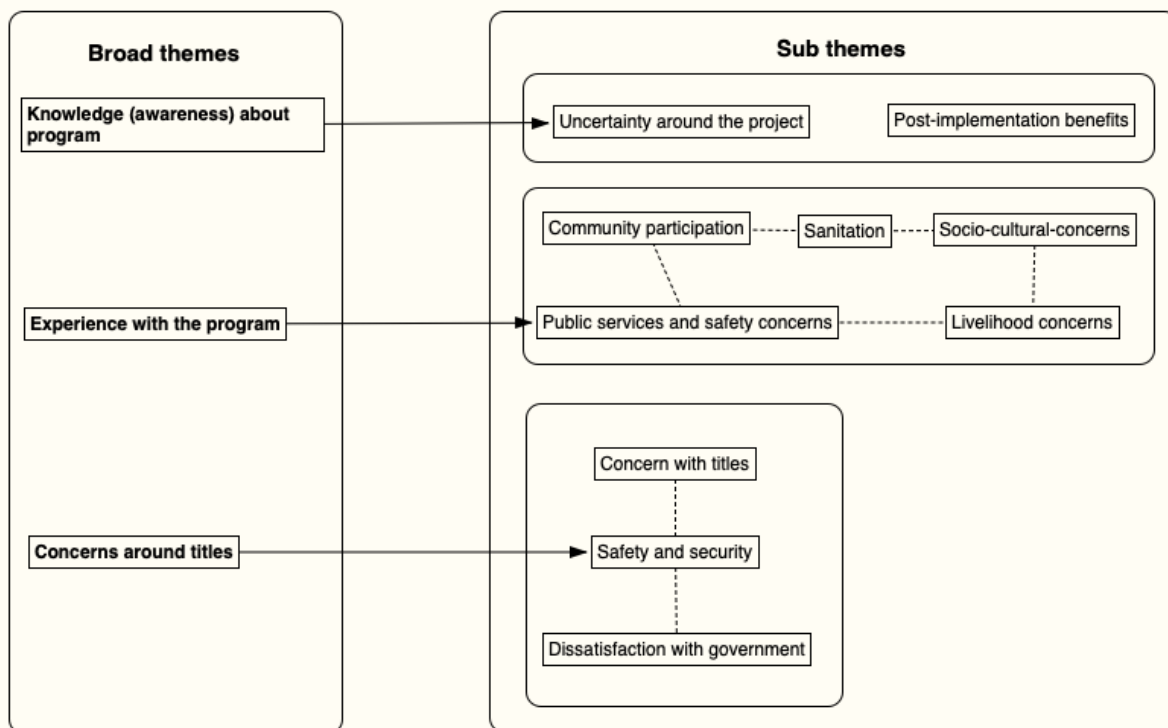 Broad themes
Knowledge (awareness) about
program
Experience with the program
Concerns around titles
Sub themes
Uncertainty around the project
Post-implementation benefits
Community participation
Sanitation
Socio-cultural-concerns
Public services and safety concerns
Livelihood concerns
Concern with titles
Safety and security
Dissatisfaction with government